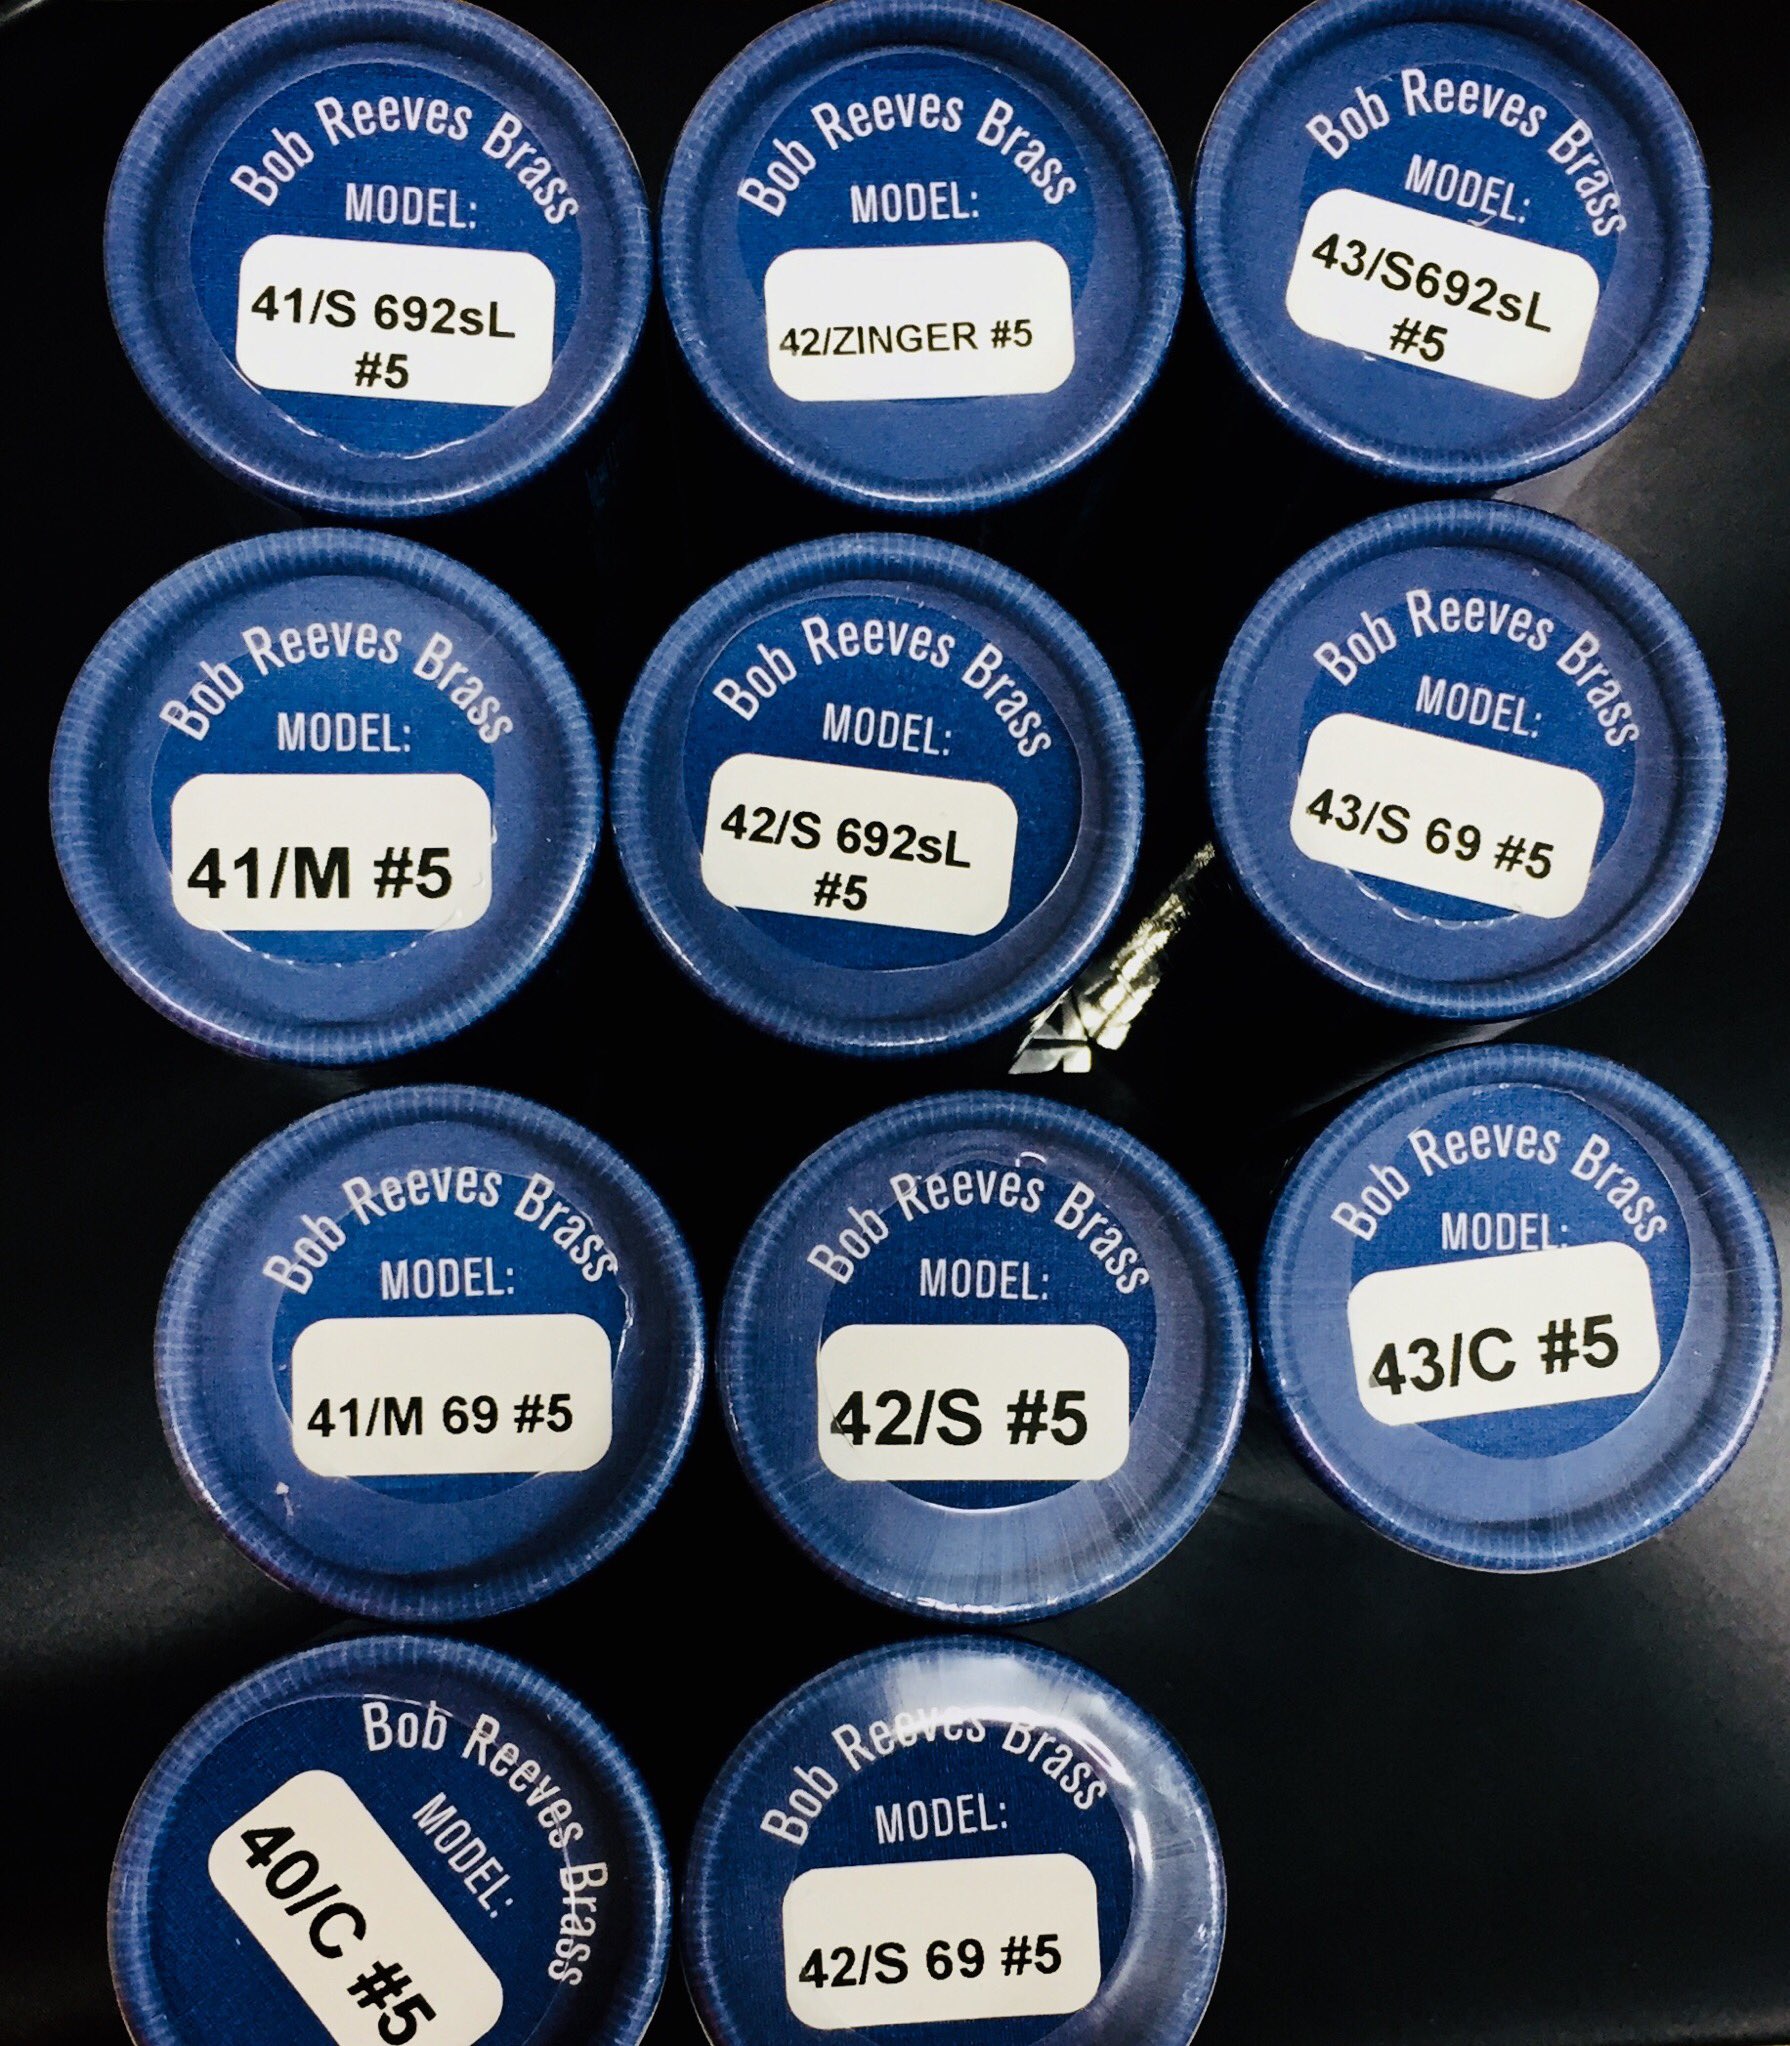 Bob Reeves Brass
MODEL:
41/S 692sL
#5
Bob Reeves Brass
MODEL:
42/ZINGER #5
Bob Reeves Brass
MODEL:
43/S692sL
#5
Bob Reeves Brass
MODEL:
41/M #5
Bob Reeves Brass
MODEL:
42/S 692sL
#5
Bob Reeves Brass
MODEL:
43/S 69 #5
Bob Reeves Brass
MODEL:
41/M 69 #5
Bob Reeves Brass
MODEL:
42/S #5
Bob Reeves Brass
MODEL:
43/C #5
Bob Reeves Brass
MODEL:
40/C #5
Bob Reeves Brass
MODEL:
42/S 69 #5